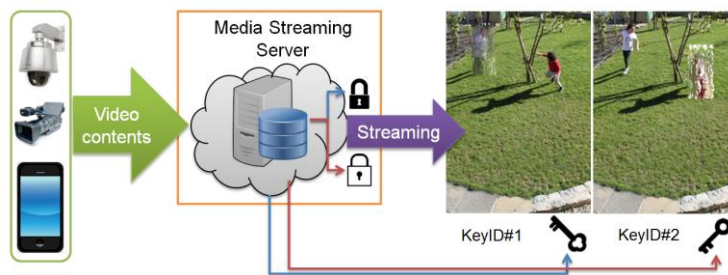 Media Streaming
Server
Video
contents
Streaming
KeyID#1
KeyID#2